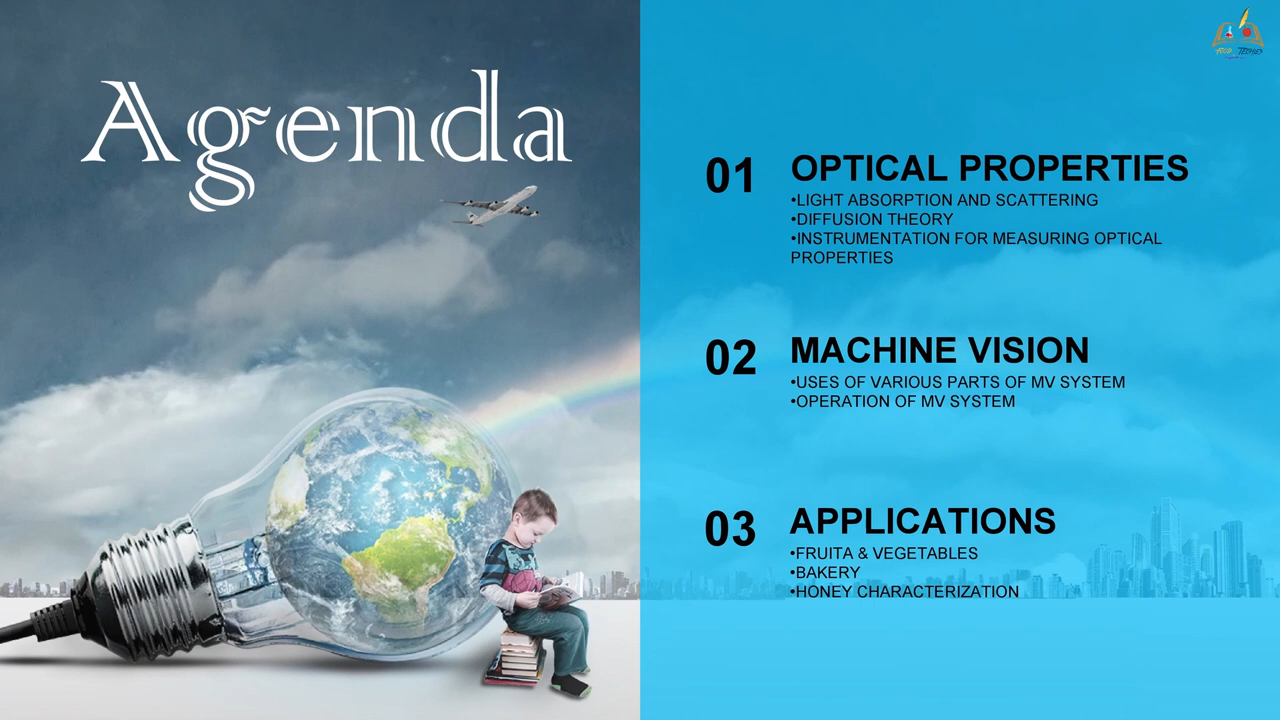 Agenda
01 OPTICAL PROPERTIES
•LIGHT ABSORPTION AND SCATTERING
•DIFFUSION THEORY
•INSTRUMENTATION FOR MEASURING OPTICAL
PROPERTIES
02 MACHINE VISION
•USES OF VARIOUS PARTS OF MV SYSTEM
•OPERATION OF MV SYSTEM
03 APPLICATIONS
•FRUITA & VEGETABLES
•BAKERY
•HONEY CHARACTERIZATION